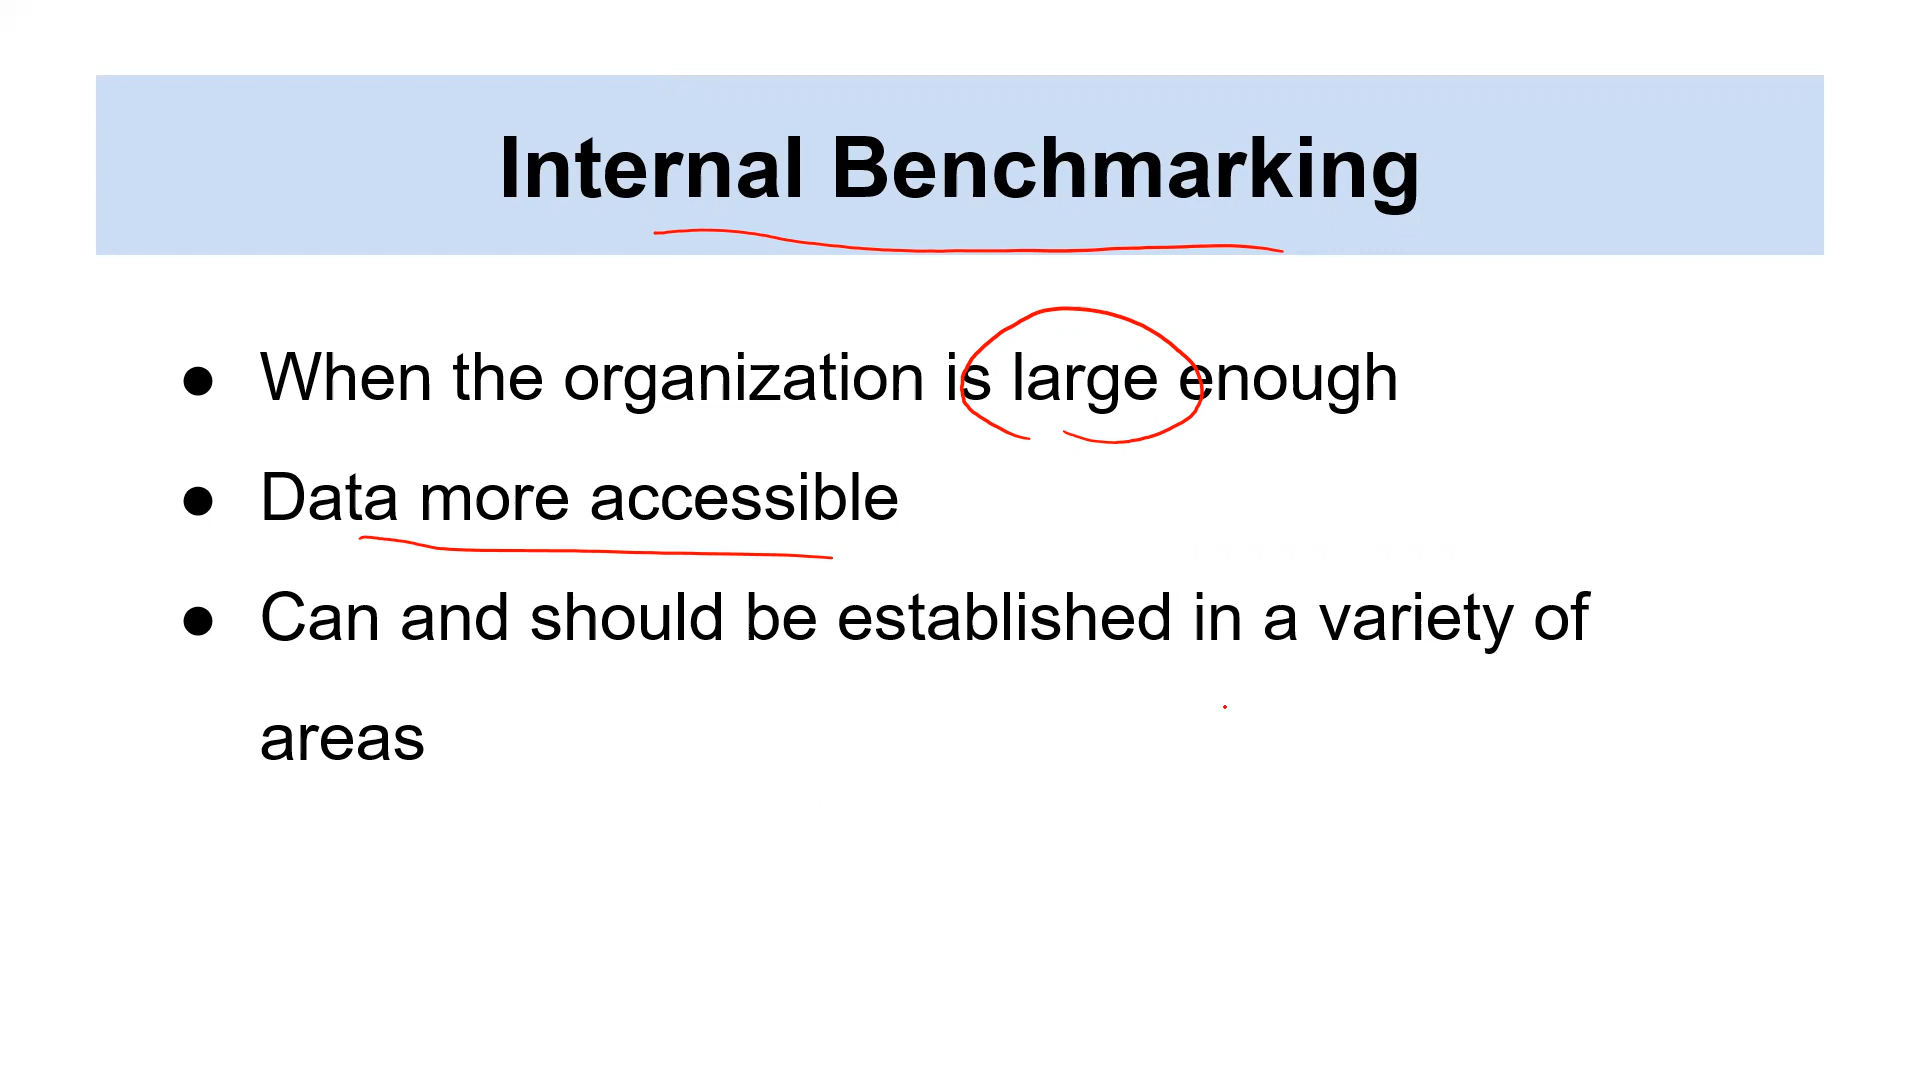 Internal Benchmarking
● When the organization is large enough
● Data more accessible
● Can and should be established in a variety of
areas